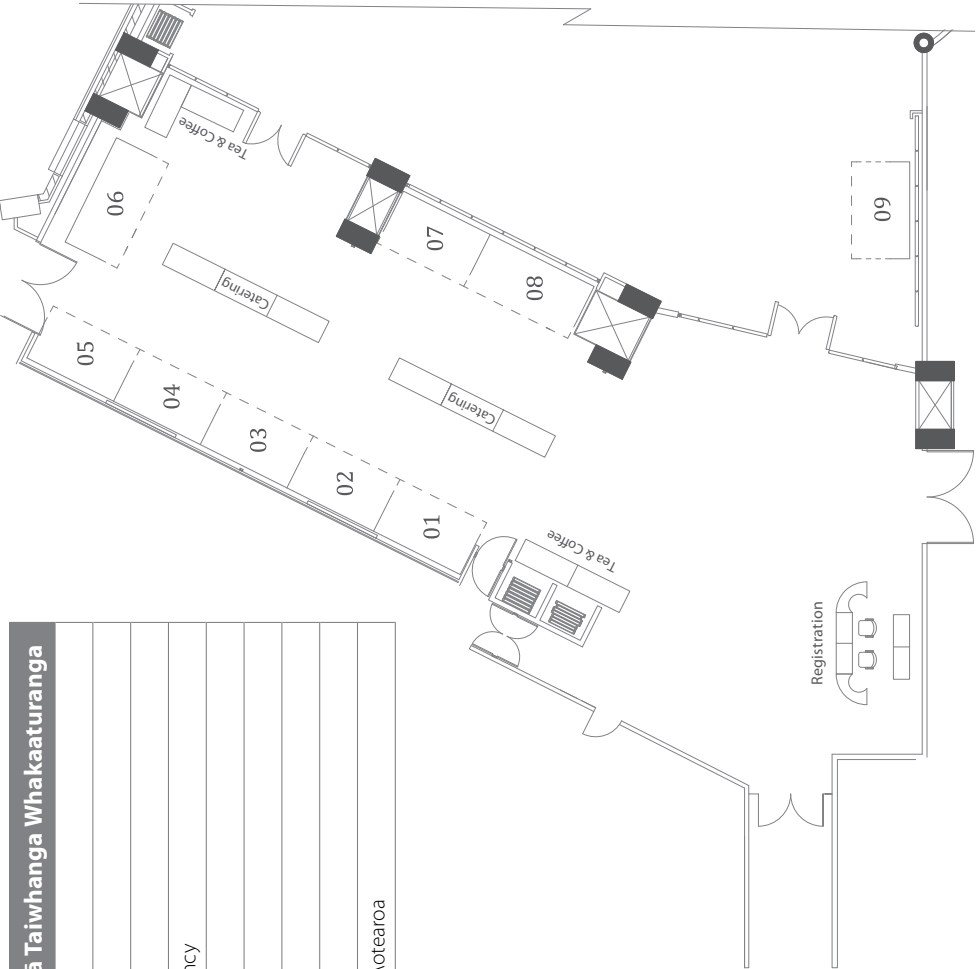 ā Taiwhanga Whakaaturanga
ncy
Aotearoa
Tea & Coffee
06
07
08
09
Catering
05
04
03
02
01
Catering
Tea & Coffee
Registration